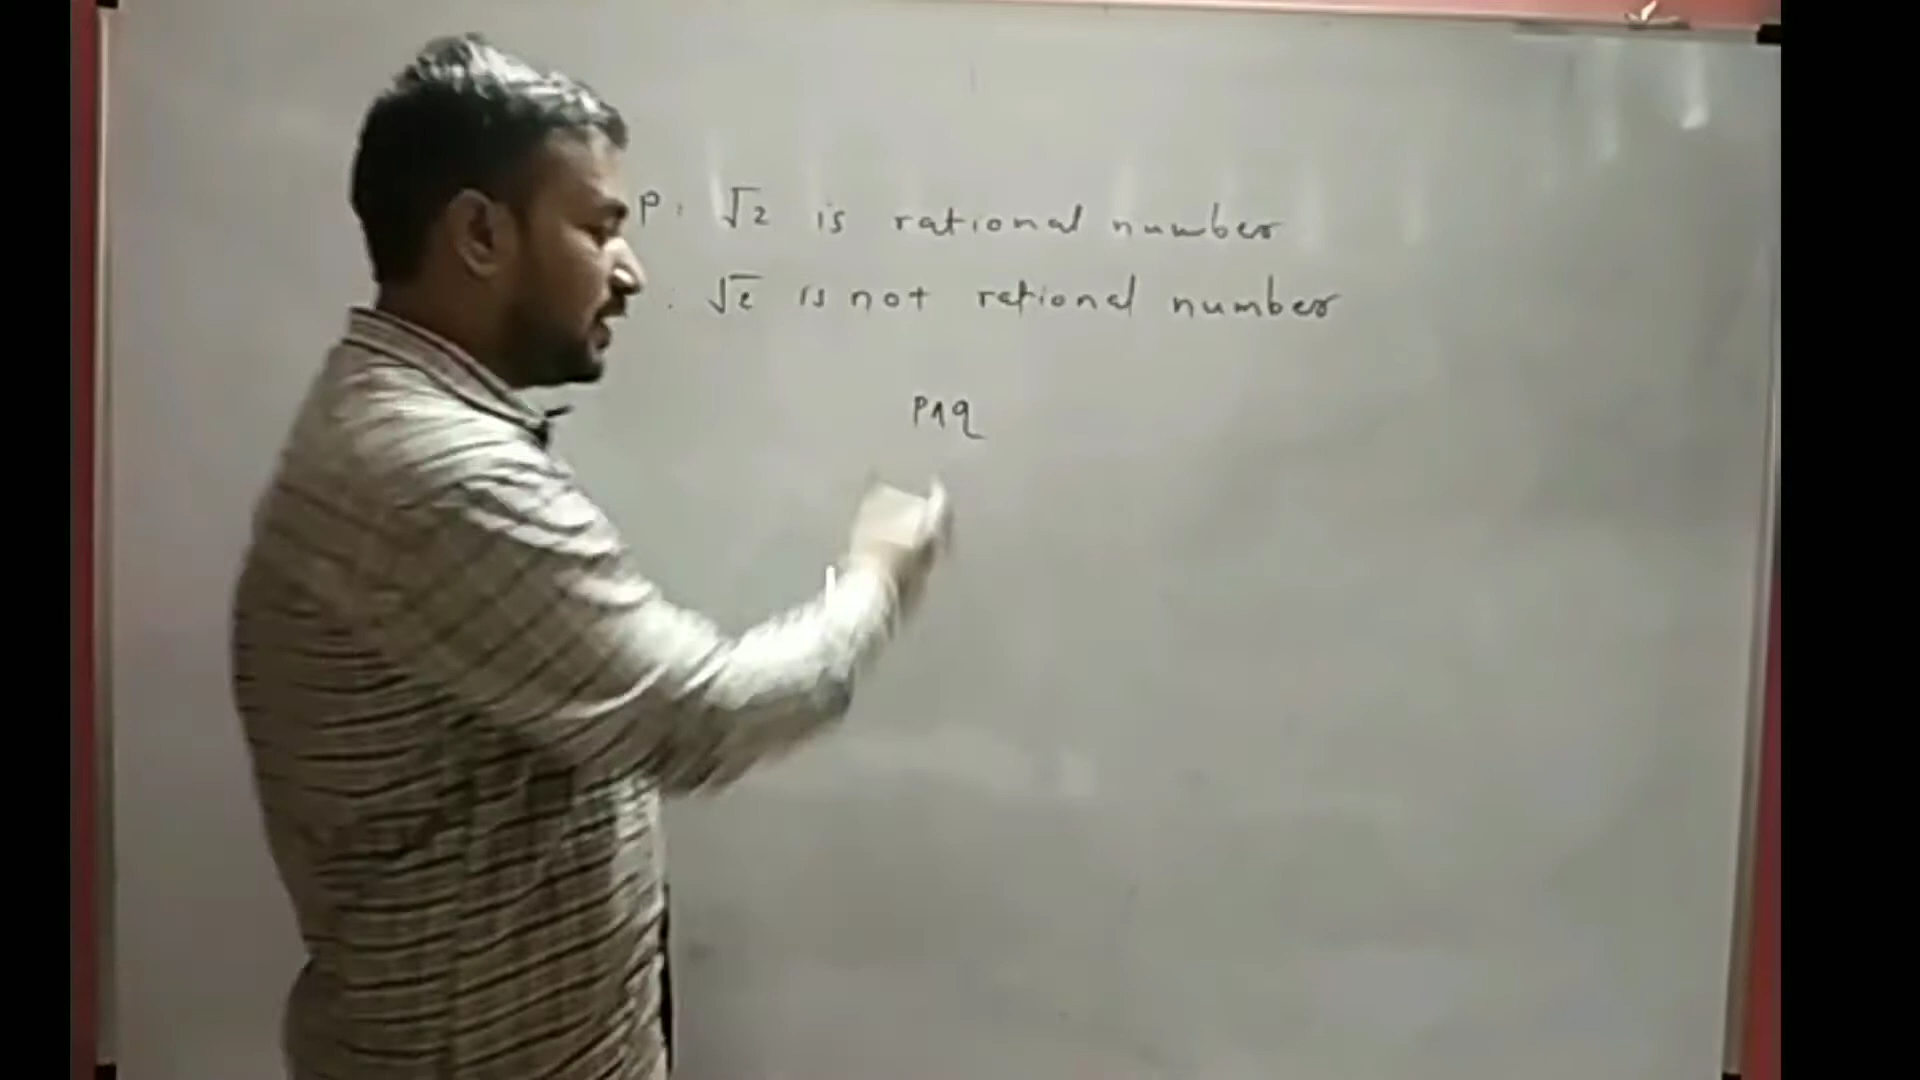 P: √2 is rational number
: √2 is not rational number
P∧q